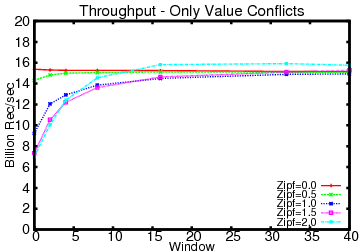 Throughput - Only Value Conflicts
Billion Rec/sec
20
18
16
14
12
10
8
6
4
2
0
Zipf=0.0
Zipf=0.5
Zipf=1.0
Zipf=1.5
Zipf=2.0
0 5 10 15 20 25 30 35 40
Window